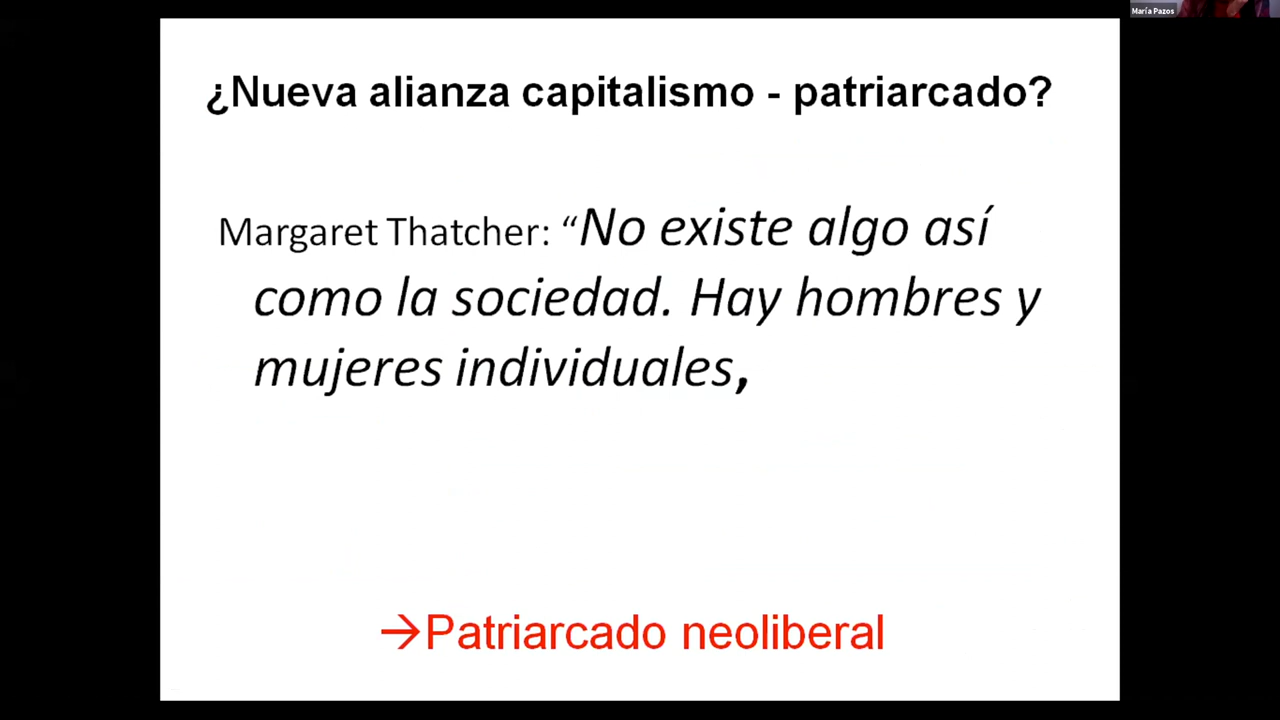 María Pazos
¿Nueva alianza capitalismo - patriarcado?
Margaret Thatcher: “No existe algo así
como la sociedad. Hay hombres y
mujeres individuales,
→Patriarcado neoliberal